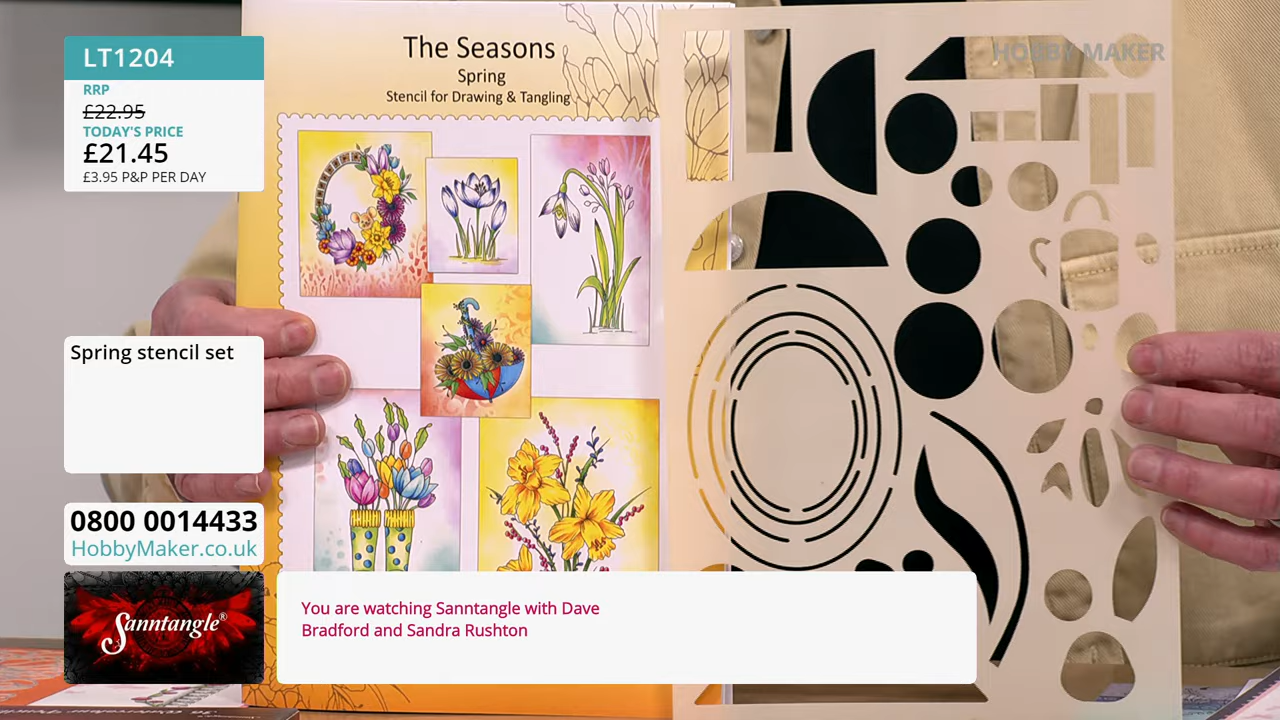 LT1204
RRP
£22.95
TODAY'S PRICE
£21.45
£3.95 P&P PER DAY
Spring stencil set
0800 0014433
HobbyMaker.co.uk
Sanntangle®
You are watching Sanntangle with Dave
Bradford and Sandra Rushton
The Seasons
Spring
Stencil for Drawing & Tangling
HOBBY MAKER